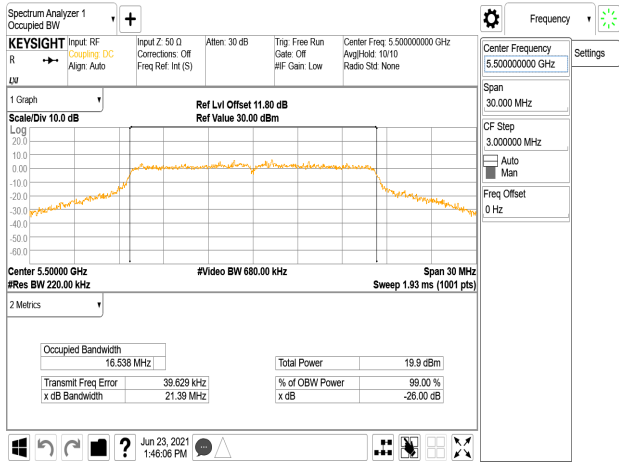 Spectrum Analyzer 1
Occupied BW
Frequency
KEYSIGHT
R
Input: RF
Coupling: DC
Align: Auto
Input Z: 50 Ω
Corrections: Off
Freq Ref: Int (S)
Atten: 30 dB
Trig: Free Run
Gate: Off
#IF Gain: Low
Center Freq: 5.500000000 GHz
Avg|Hold: 10/10
Radio Std: None
Center Frequency
5.500000000 GHz
Settings
Span
30.000 MHz
CF Step
3.000000 MHz
Auto
Man
Freq Offset
0 Hz
1 Graph
Scale/Div 10.0 dB
Ref Lvl Offset 11.80 dB
Ref Value 30.00 dBm
Log
20.0
10.0
0.00
-10.0
-20.0
-30.0
-40.0
-50.0
-60.0
Center 5.50000 GHz
#Video BW 680.00 kHz
Span 30 MHz
#Res BW 220.00 kHz
Sweep 1.93 ms (1001 pts)
2 Metrics
Occupied Bandwidth
16.538 MHz
Total Power 19.9 dBm
Transmit Freq Error 39.629 kHz
% of OBW Power 99.00 %
x dB Bandwidth 21.39 MHz
x dB -26.00 dB
?
Jun 23, 2021
1:46:06 PM